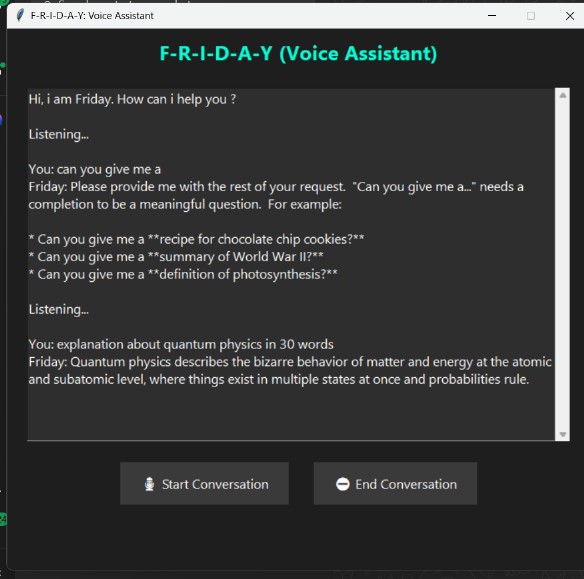 F-R-I-D-A-Y: Voice Assistant
F-R-I-D-A-Y (Voice Assistant)
Hi, i am Friday. How can i help you ?
Listening...
You: can you give me a
Friday: Please provide me with the rest of your request.  "Can you give me a..." needs a
completion to be a meaningful question.  For example:
* Can you give me a **recipe for chocolate chip cookies?**
* Can you give me a **summary of World War II?**
* Can you give me a **definition of photosynthesis?**
Listening...
You: explanation about quantum physics in 30 words
Friday: Quantum physics describes the bizarre behavior of matter and energy at the atomic
and subatomic level, where things exist in multiple states at once and probabilities rule.
Start Conversation
End Conversation